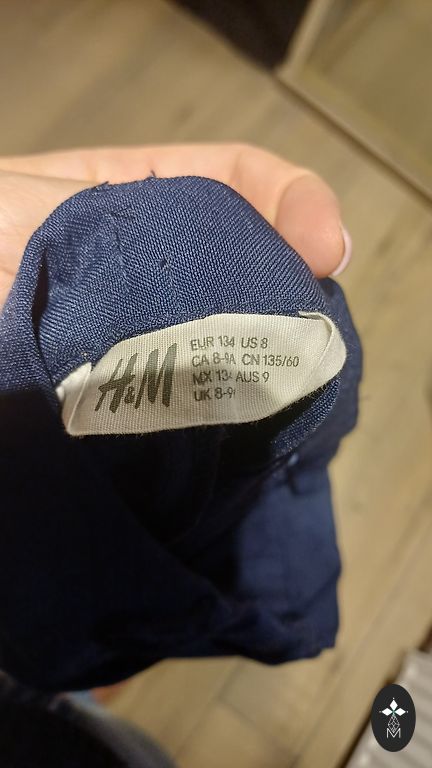 H&M
EUR 134 US 8
CA 8-9A CN 135/60
MX 134 AUS 9
UK 8-9
M